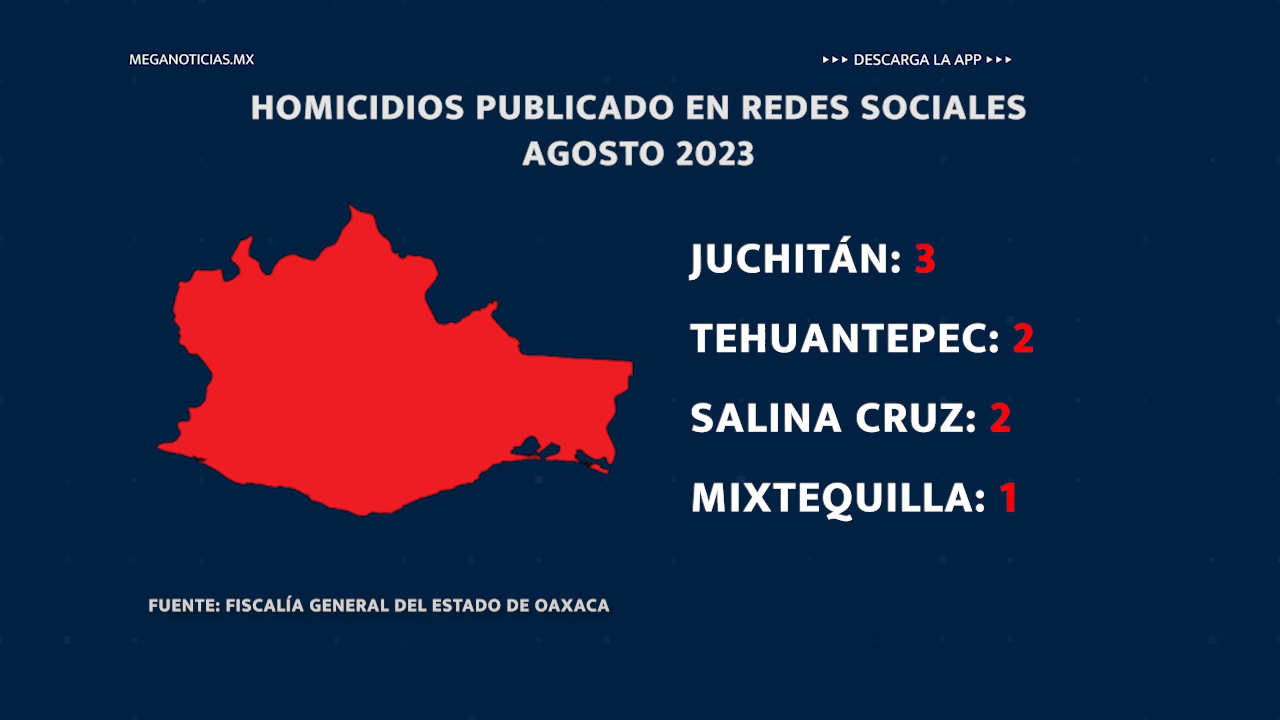 MEGANOTICIAS.MX
DESCARGA LA APP
HOMICIDIOS PUBLICADO EN REDES SOCIALES
AGOSTO 2023
JUCHITÁN: 3
TEHUANTEPEC: 2
SALINA CRUZ: 2
MIXTEQUILLA: 1
FUENTE: FISCALÍA GENERAL DEL ESTADO DE OAXACA